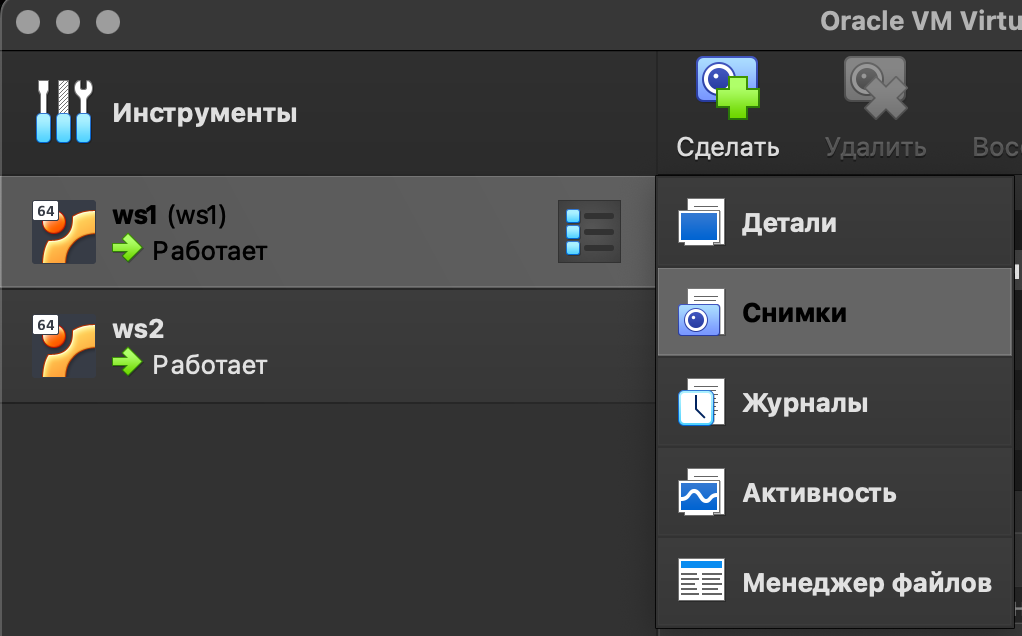 Oracle VM Virtu
Инструменты
Сделать
Удалить
64
ws1 (ws1)
Работает
64
ws2
Работает
Детали
Снимки
Журналы
Активность
Менеджер файлов